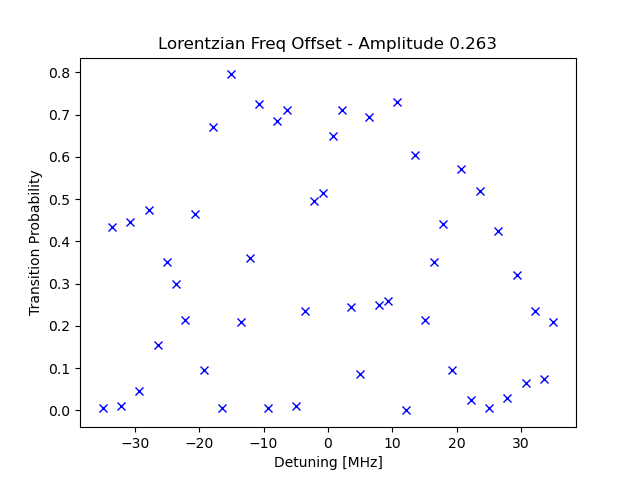 Lorentzian Freq Offset - Amplitude 0.263
0.8
0.7
0.6
0.5
0.4
0.3
0.2
0.1
0.0
Transition Probability
−30 −20 −10 0 10 20 30
Detuning [MHz]